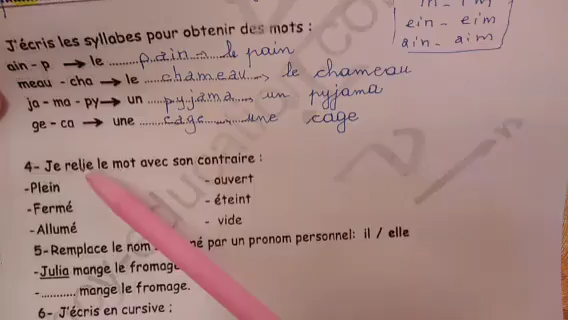 in - im
ein - eim
ain - aim
J'écris les syllabes pour obtenir des mots :
ain - p → le ...pain → le pain
meau - cha → le ...chameau → le chameau
ja - ma - py → un ...pyjama → un pyjama
ge - ca → une ...cage... une cage
4- Je relie le mot avec son contraire :
-Plein - ouvert
-Fermé - éteint
-Allumé - vide
5-Remplace le nom né par un pronom personnel: il / elle
-Julia mange le fromage
-........... mange le fromage.
6- J'écris en cursive :